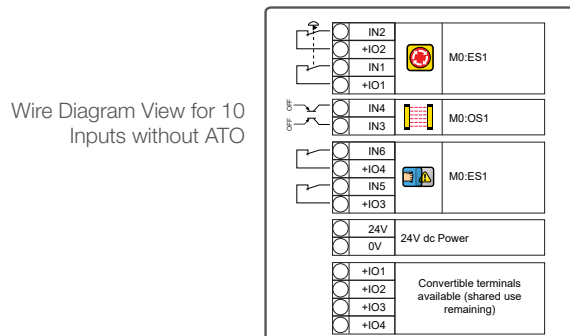 Wire Diagram View for 10
Inputs without ATO
IN2
+IO2
IN1
+IO1
M0:ES1
OFF
OFF
IN4
IN3
M0:OS1
IN6
+IO4
IN5
+IO3
M0:ES1
24V
0V
24V dc Power
+IO1
+IO2
+IO3
+IO4
Convertible terminals
available (shared use
remaining)